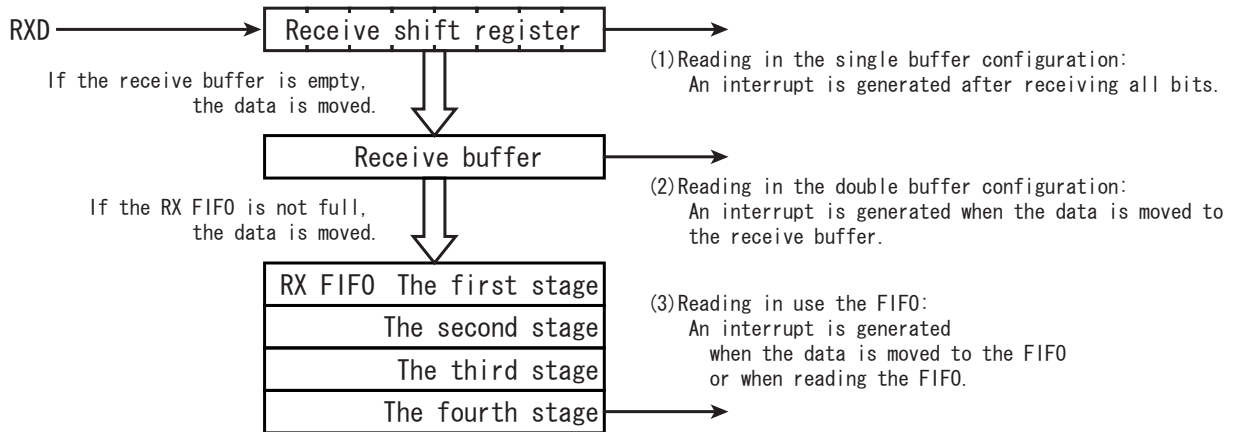 RXD
Receive shift register
(1)Reading in the single buffer configuration:
An interrupt is generated after receiving all bits.
If the receive buffer is empty,
the data is moved.
Receive buffer
(2)Reading in the double buffer configuration:
An interrupt is generated when the data is moved to
the receive buffer.
If the RX FIFO is not full,
the data is moved.
RX FIFO The first stage
The second stage
The third stage
The fourth stage
(3)Reading in use the FIFO:
An interrupt is generated
when the data is moved to the FIFO
or when reading the FIFO.